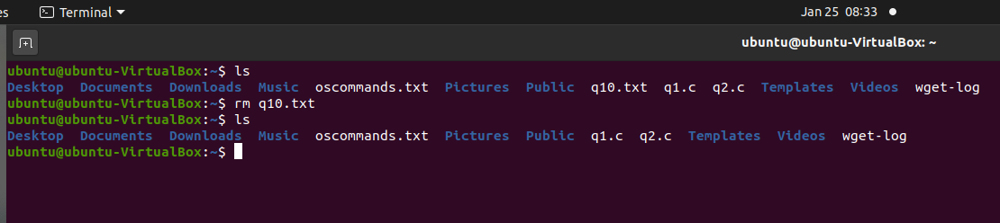 es Terminal Jan 25 08:33
ubuntu@ubuntu-VirtualBox: ~
ubuntu@ubuntu-VirtualBox:~$ ls
Desktop Documents Downloads Music oscommands.txt Pictures Public q10.txt q1.c q2.c Templates Videos wget-log
ubuntu@ubuntu-VirtualBox:~$ rm q10.txt
ubuntu@ubuntu-VirtualBox:~$ ls
Desktop Documents Downloads Music oscommands.txt Pictures Public q1.c q2.c Templates Videos wget-log
ubuntu@ubuntu-VirtualBox:~$